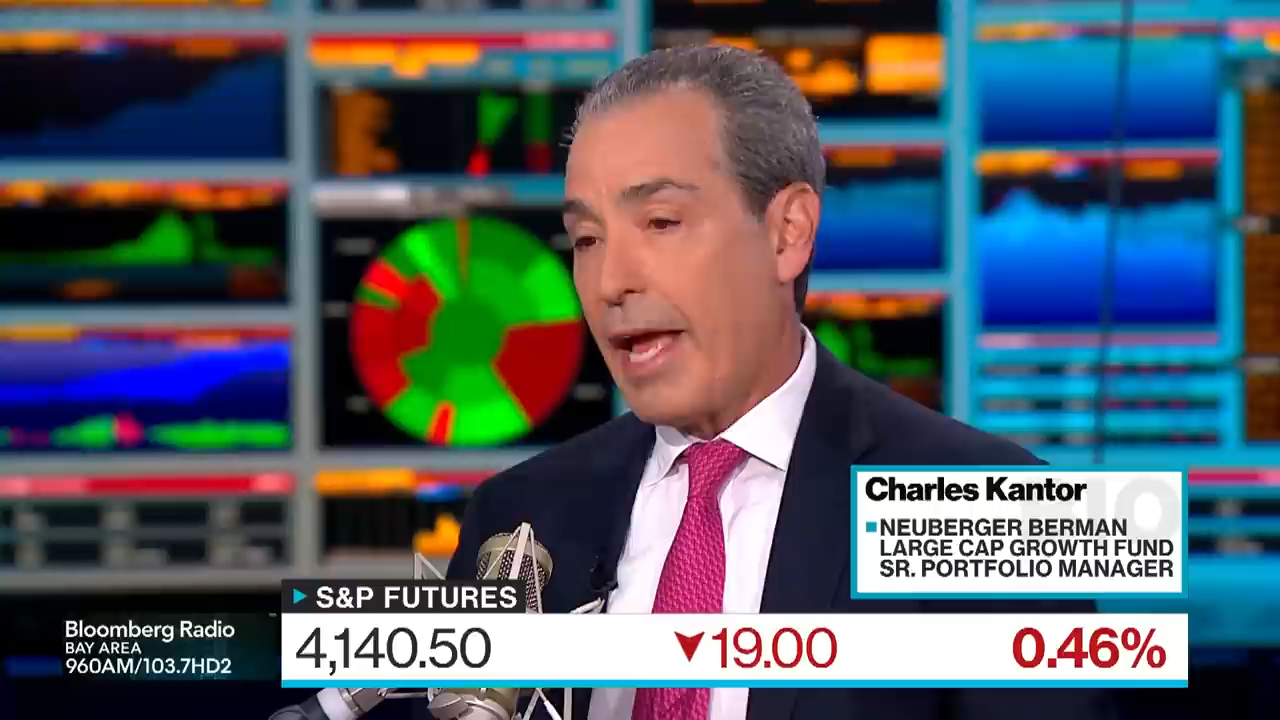 Charles Kantor
NEUBERGER BERMAN
LARGE CAP GROWTH FUND
SR. PORTFOLIO MANAGER
S&P FUTURES
Bloomberg Radio
BAY AREA
960AM/103.7HD2
4,140.50 ▼19.00 0.46%